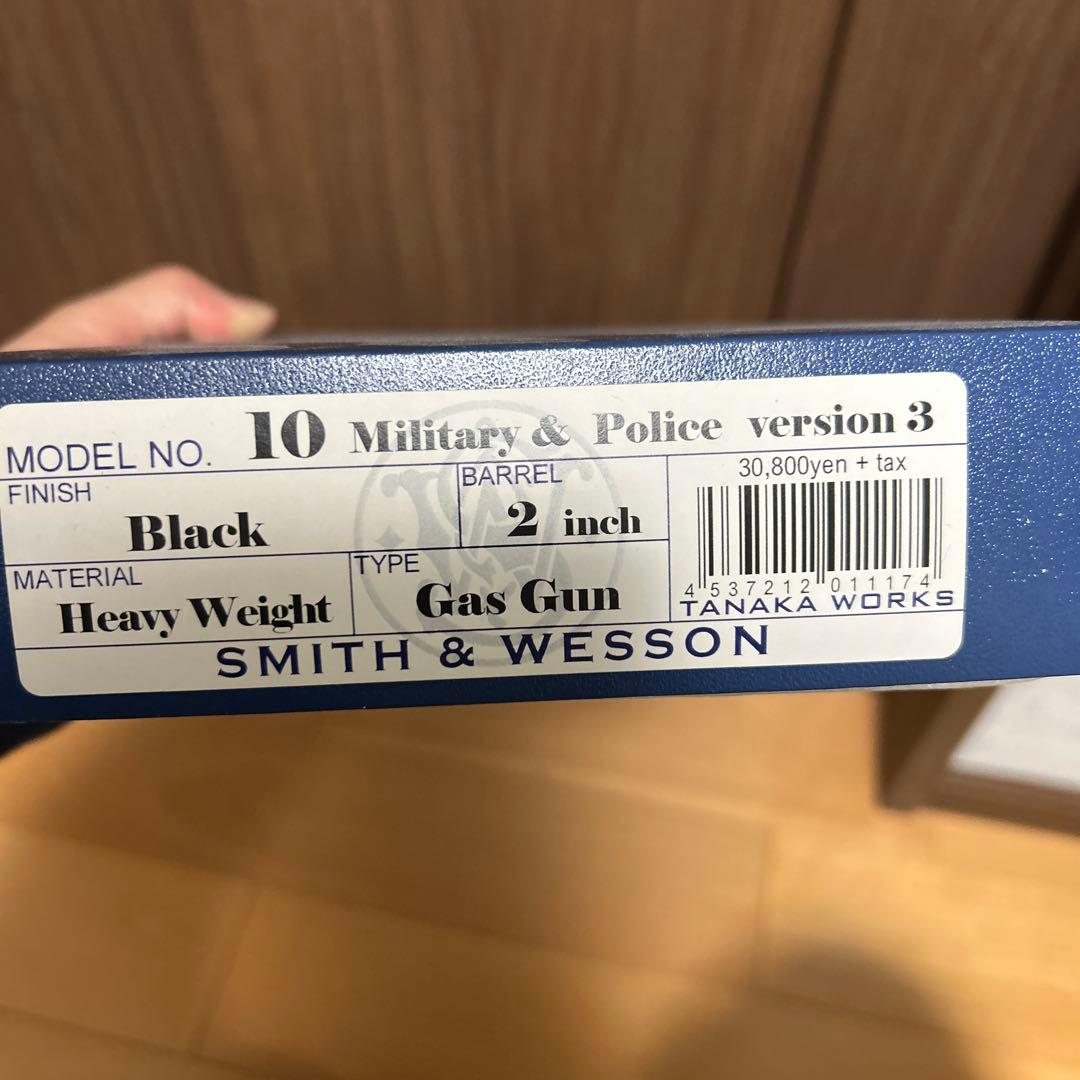 MODEL NO. 10 Military & Police version 3
FINISH
Black
BARREL
2 inch
30,800yen + tax
4 537212 011174
TANAKA WORKS
MATERIAL
Heavy Weight
TYPE
Gas Gun
SMITH & WESSON